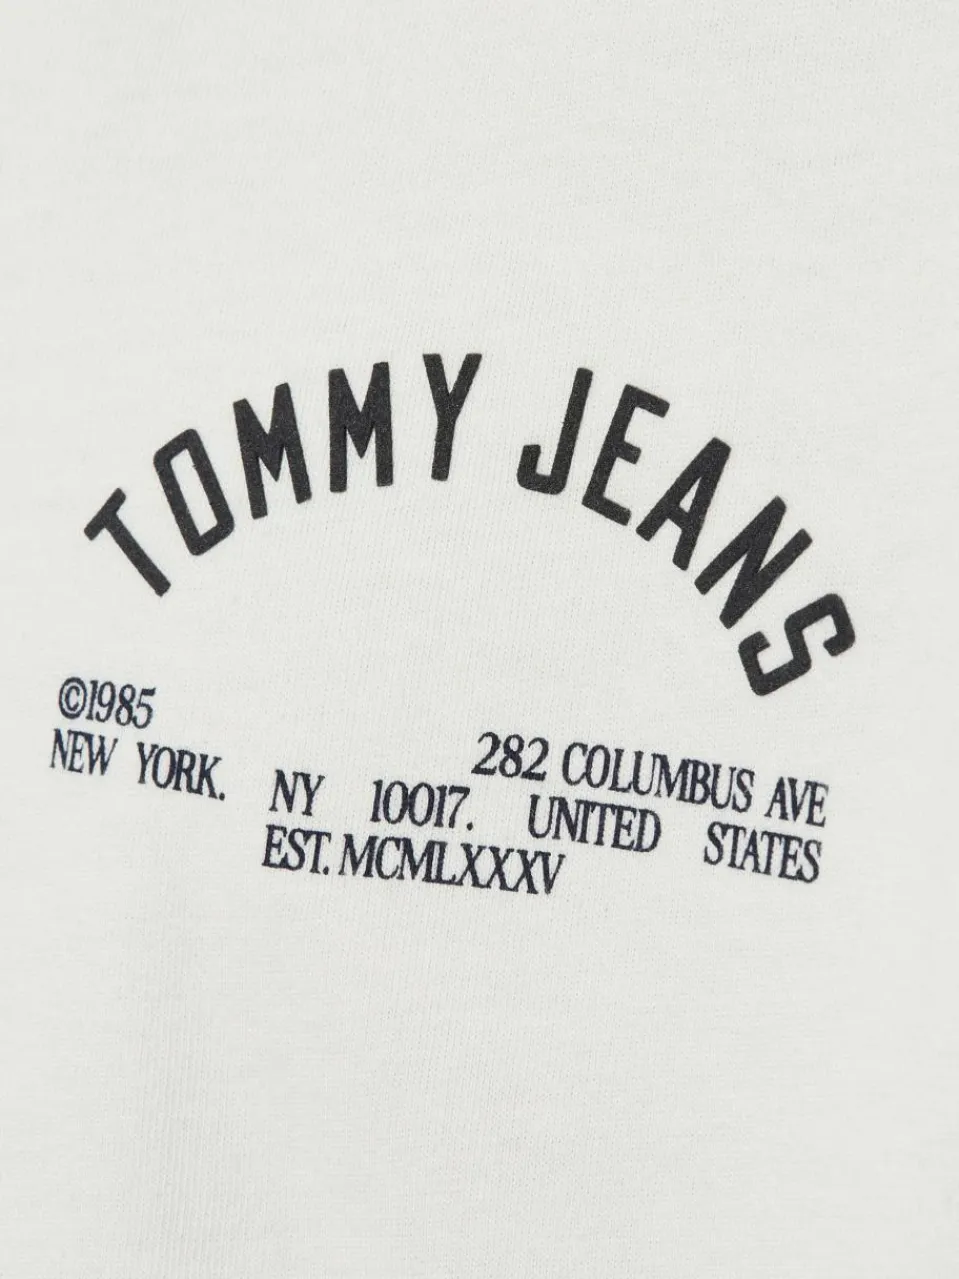 TOMMY JEANS
©1985 282 COLUMBUS AVE
NEW YORK. NY 10017. UNITED STATES
EST. MCMLXXXV